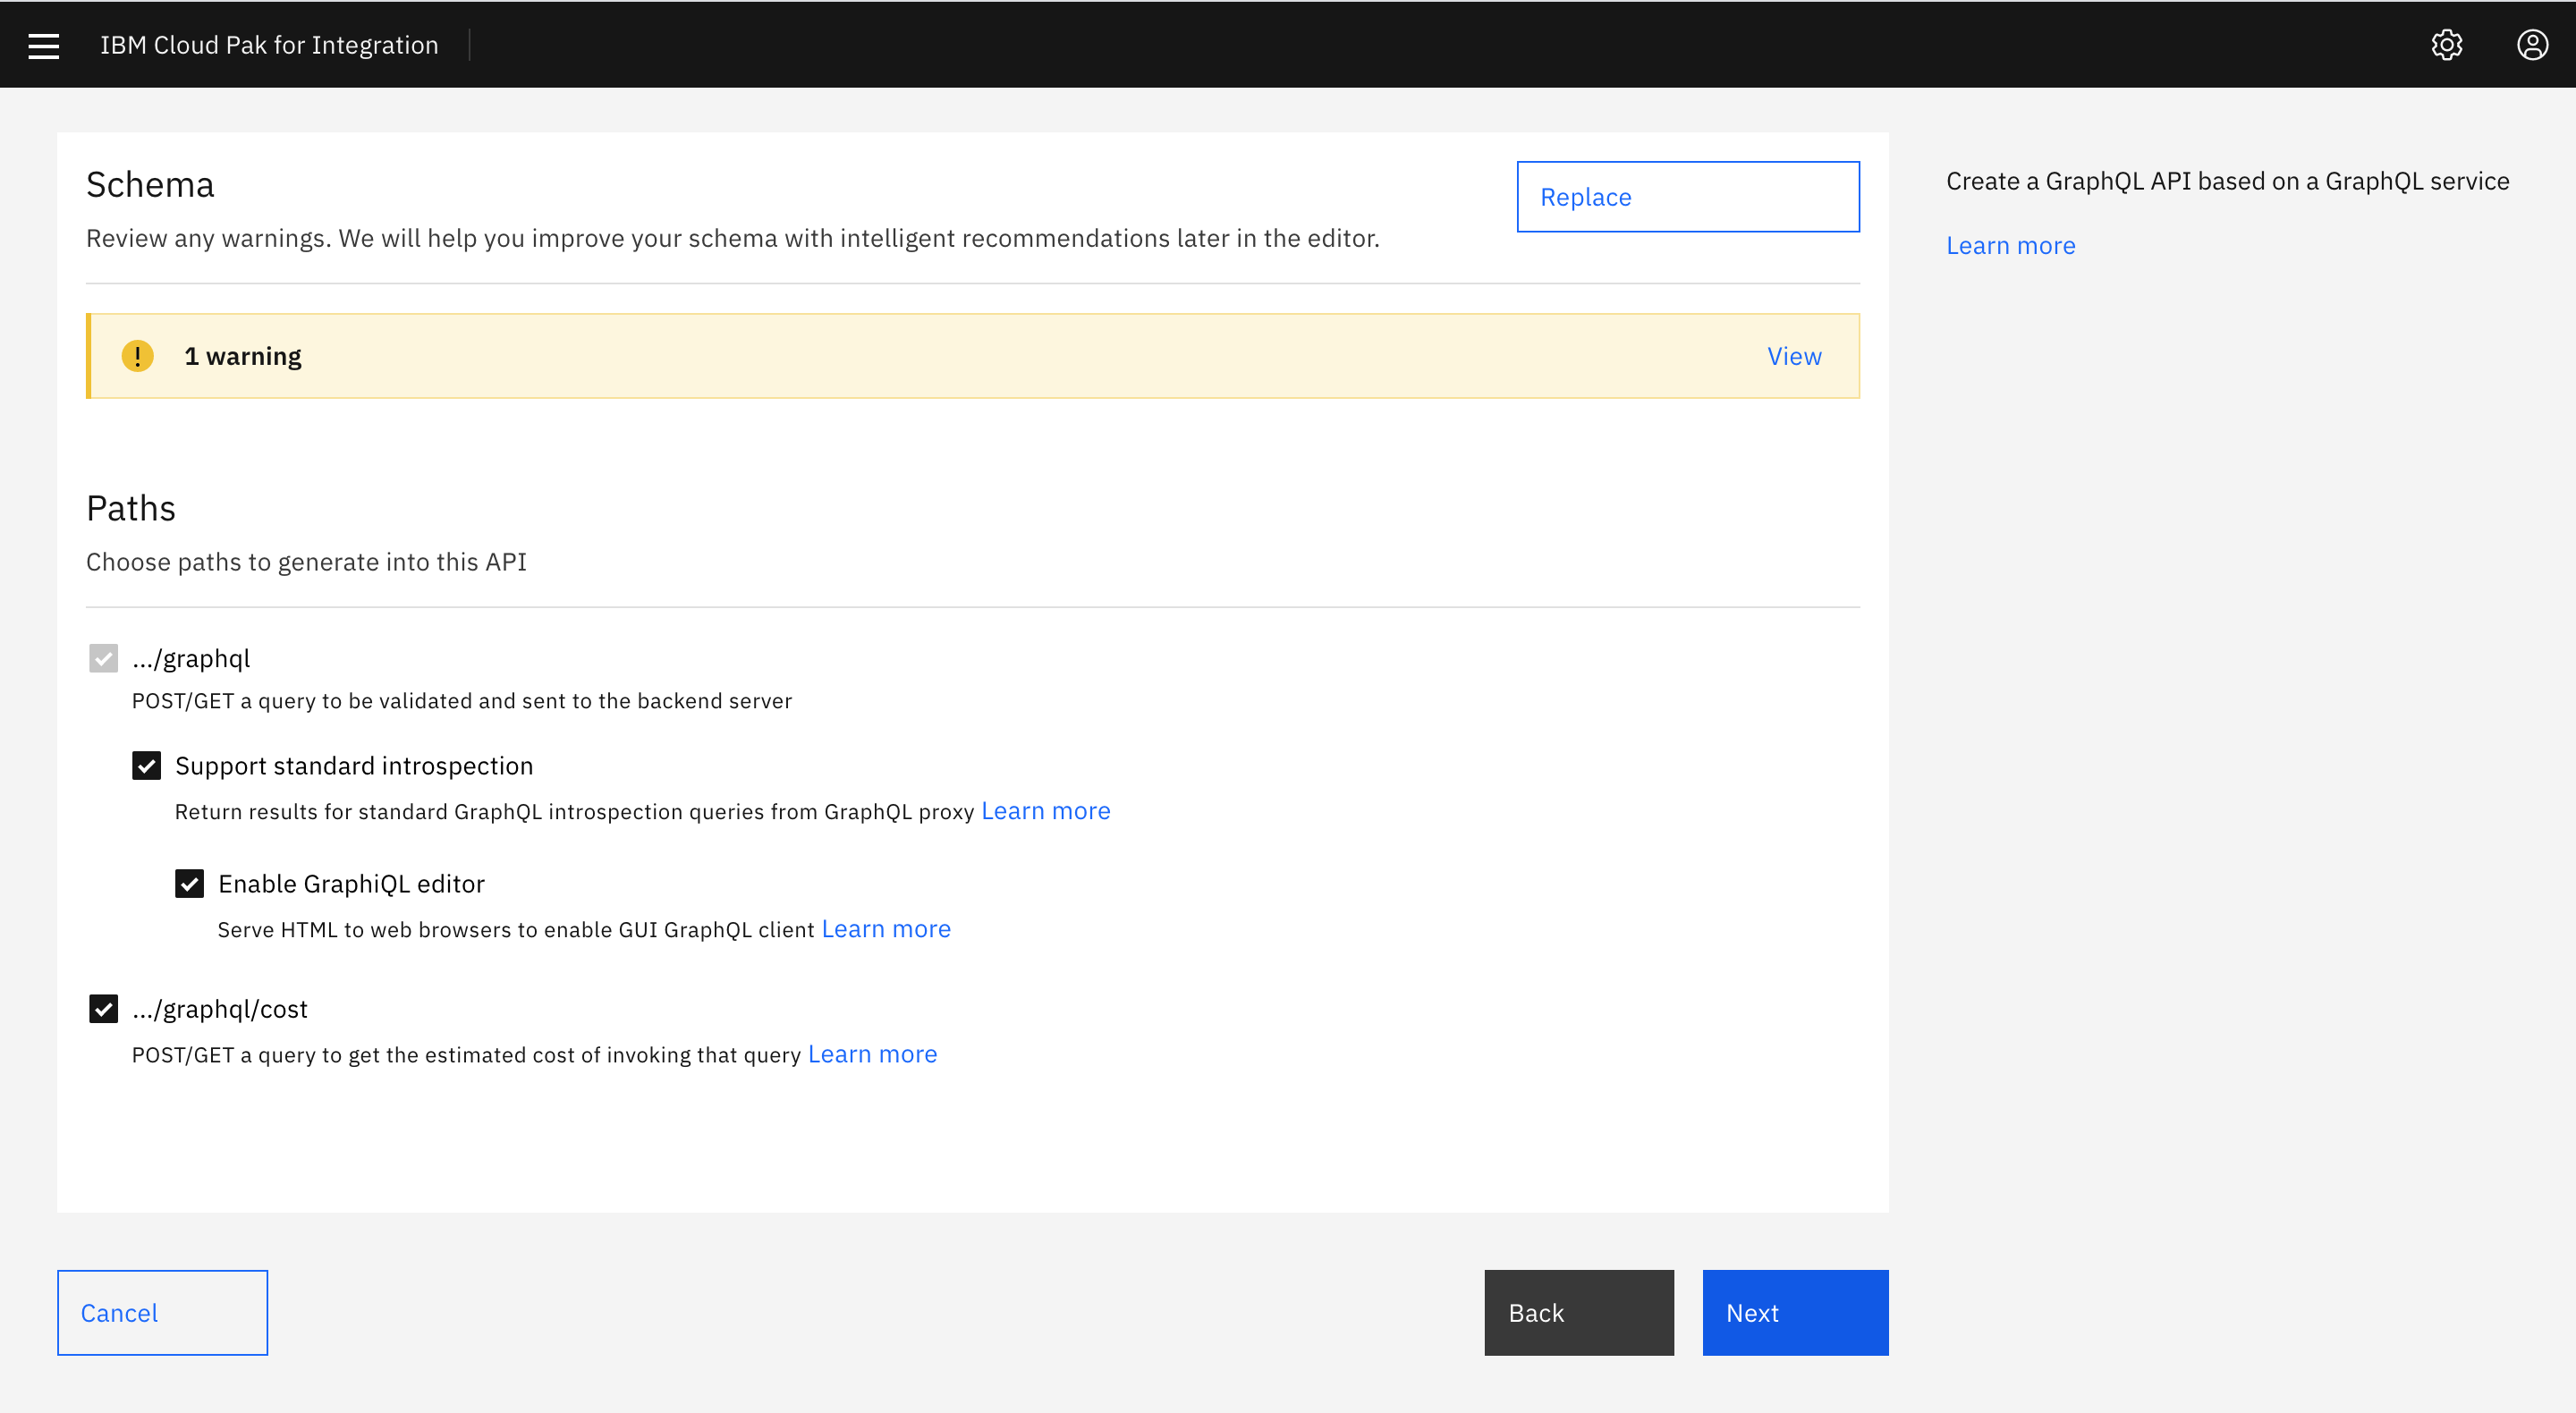 IBM Cloud Pak for Integration
Schema
Replace
Review any warnings. We will help you improve your schema with intelligent recommendations later in the editor.
1 warning
View
Paths
Choose paths to generate into this API
.../graphql
POST/GET a query to be validated and sent to the backend server
Support standard introspection
Return results for standard GraphQL introspection queries from GraphQL proxy Learn more
Enable GraphiQL editor
Serve HTML to web browsers to enable GUI GraphQL client Learn more
.../graphql/cost
POST/GET a query to get the estimated cost of invoking that query Learn more
Create a GraphQL API based on a GraphQL service
Learn more
Cancel
Back
Next